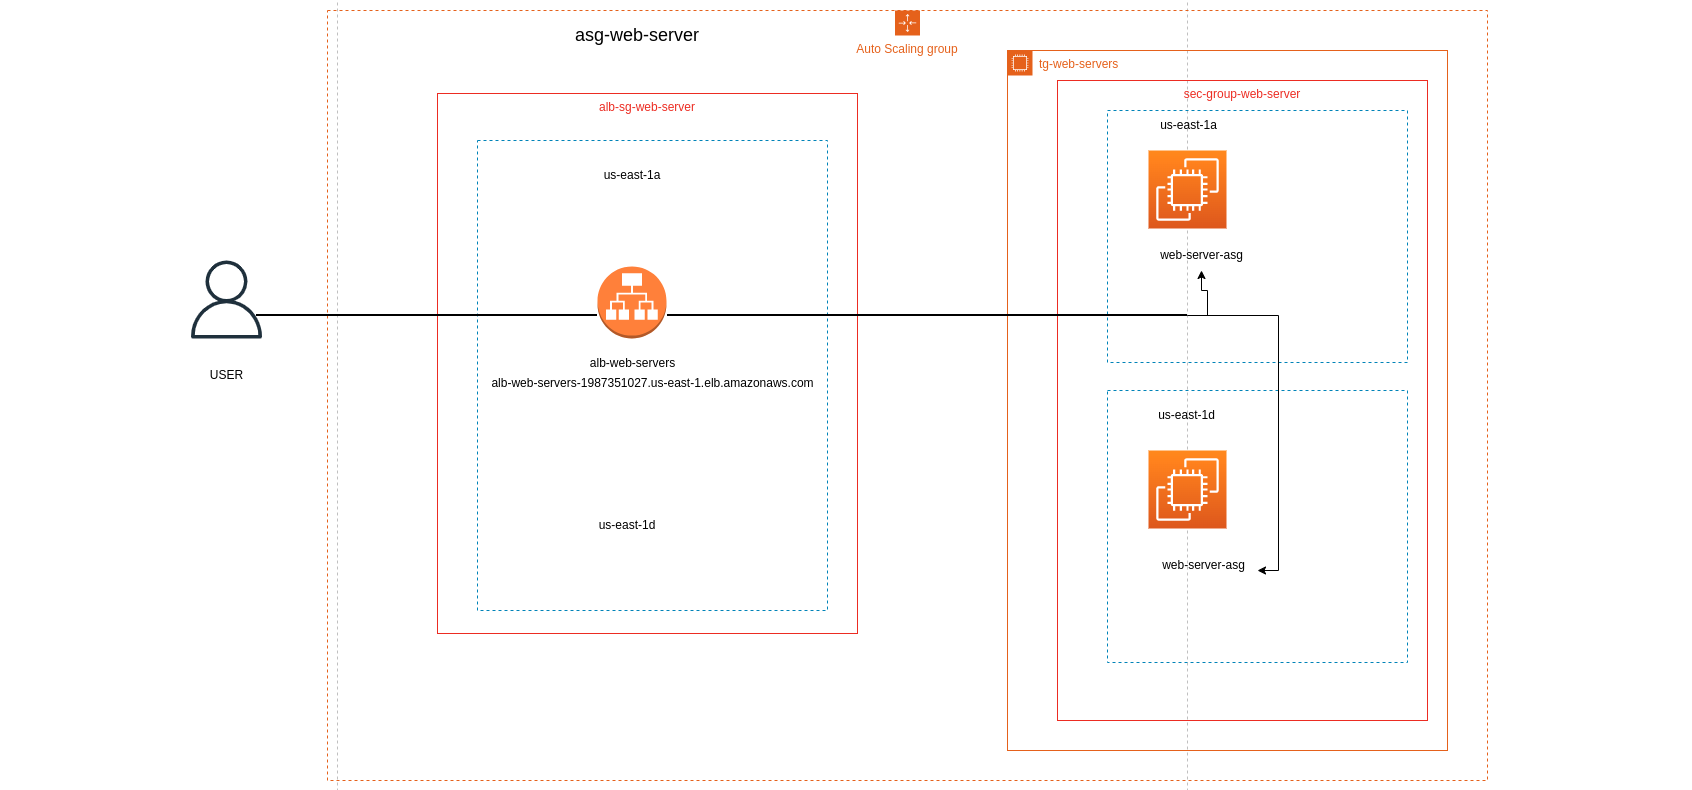 asg-web-server
Auto Scaling group
tg-web-servers
alb-sg-web-server
sec-group-web-server
us-east-1a
us-east-1a
web-server-asg
alb-web-servers
alb-web-servers-1987351027.us-east-1.elb.amazonaws.com
USER
us-east-1d
us-east-1d
web-server-asg